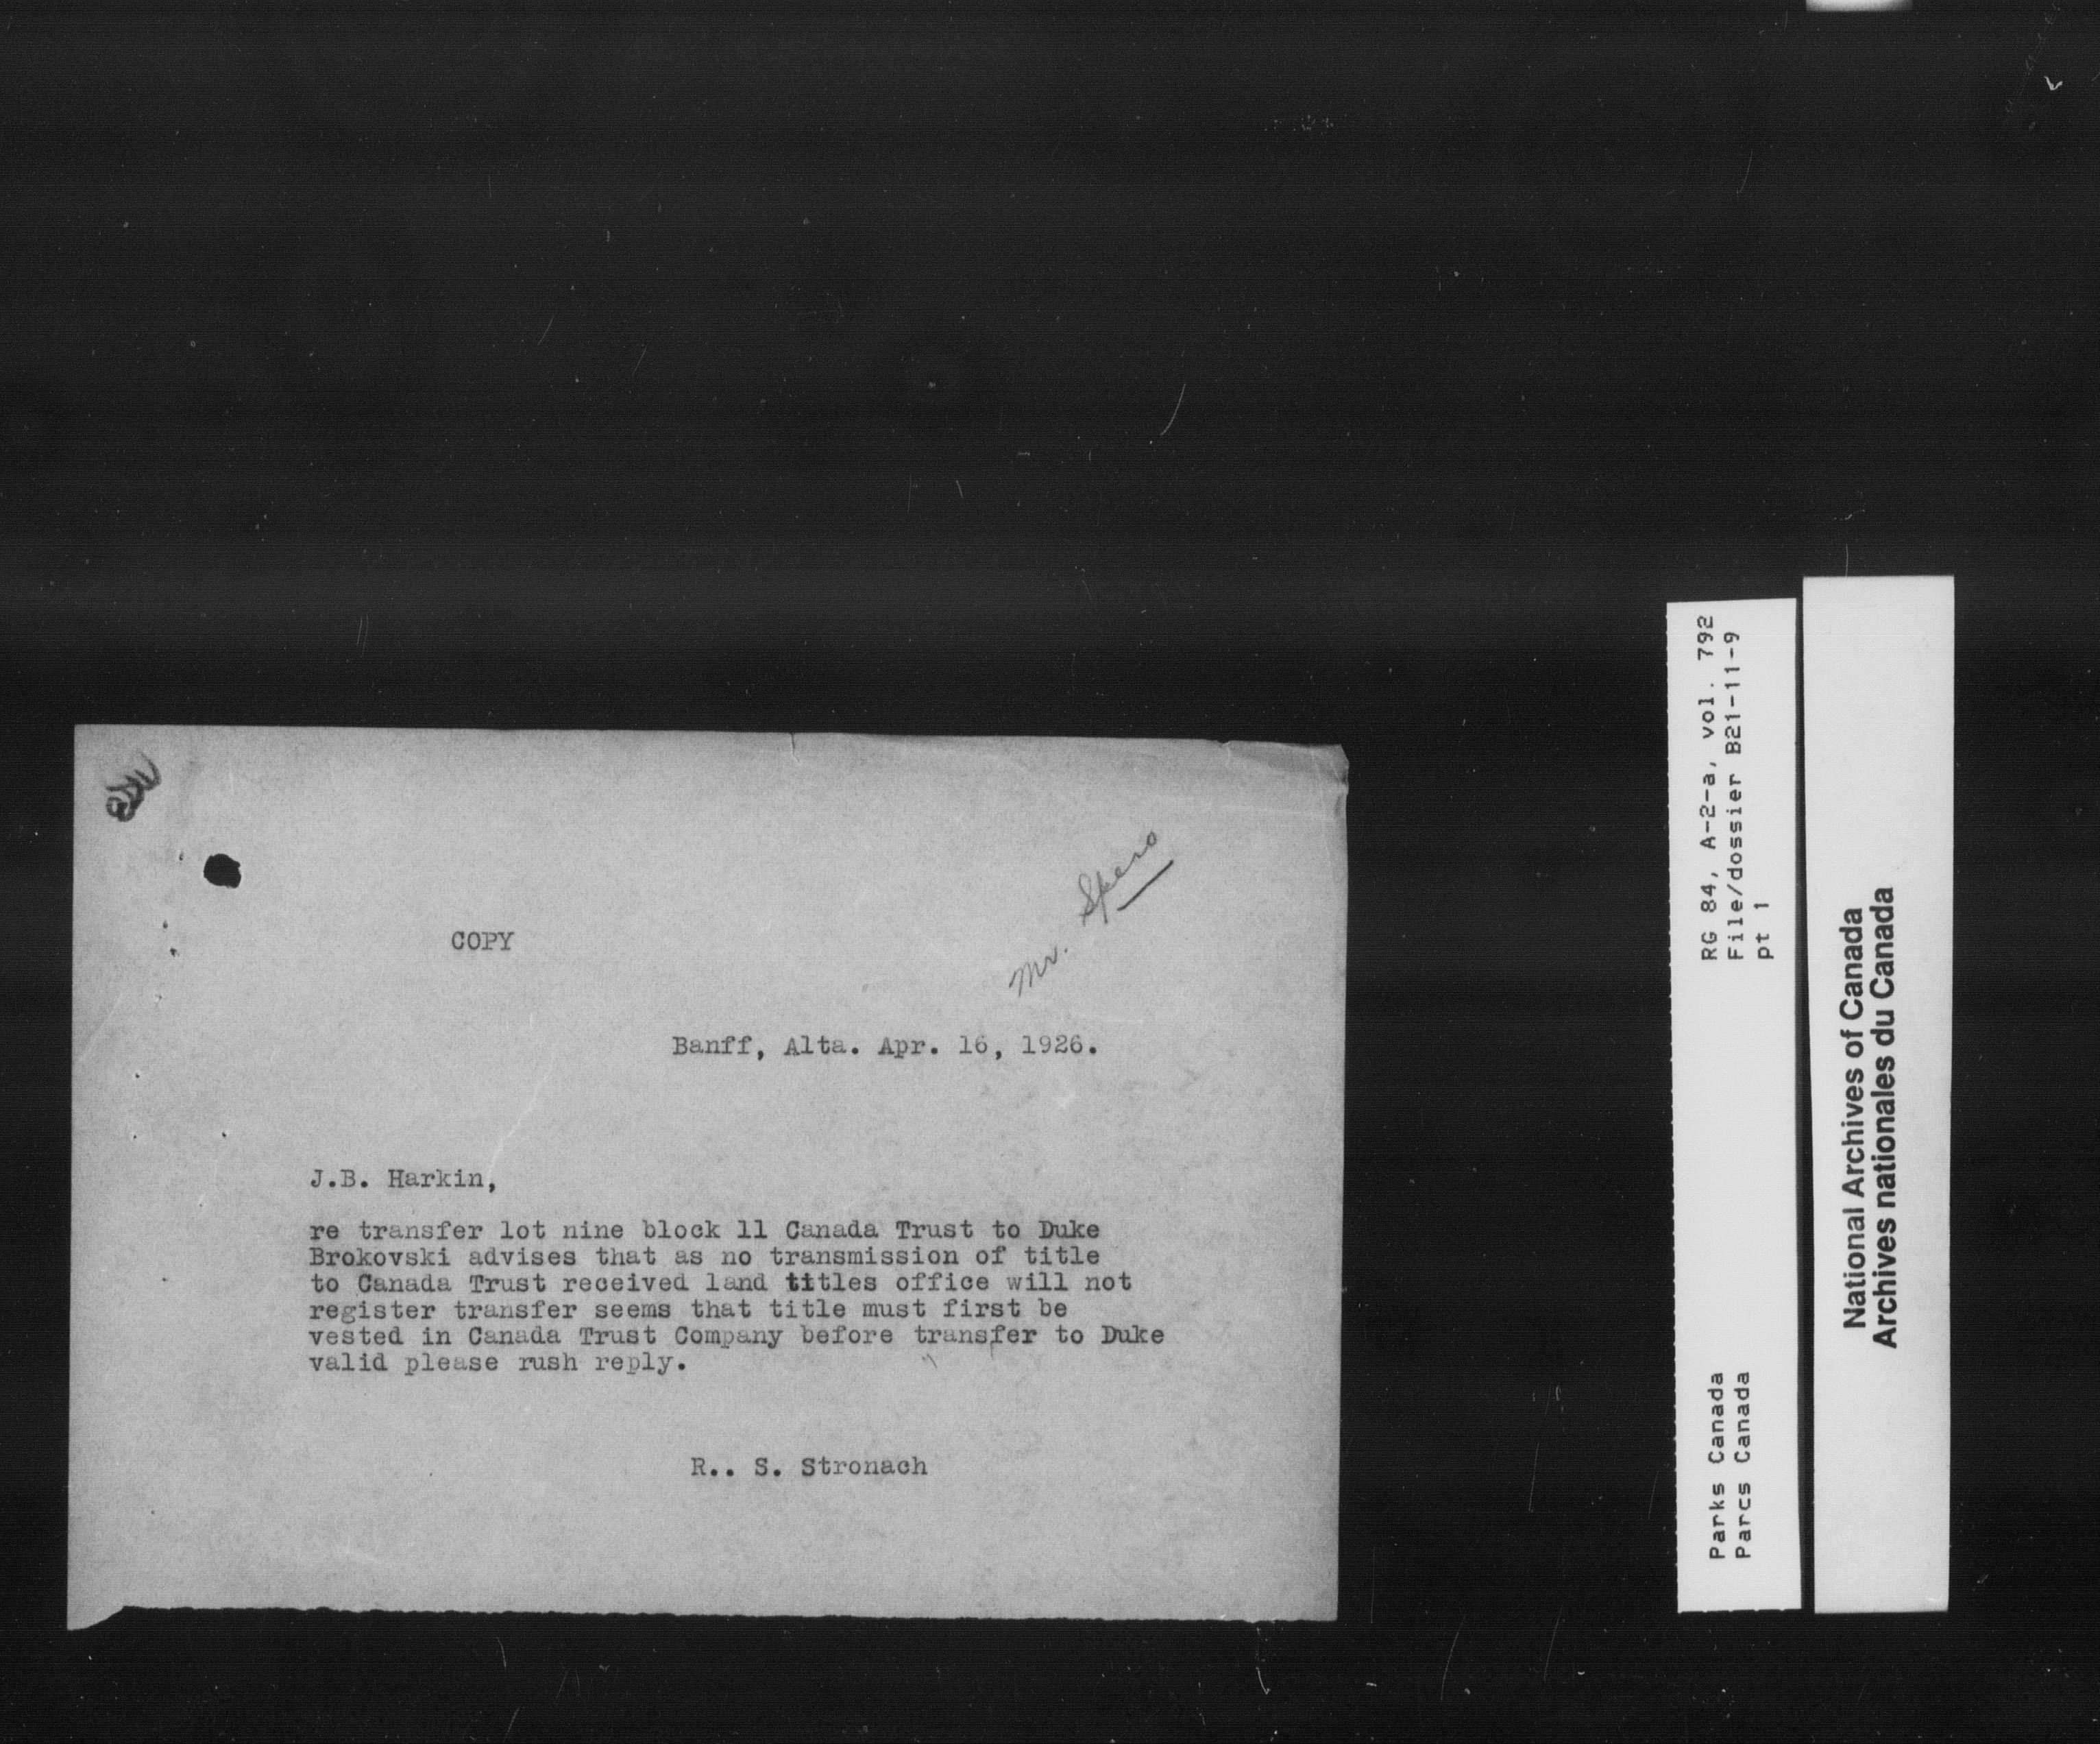 COPY
Mr. Spero
Banff, Alta. Apr. 16, 1926.
J.B. Harkin,
re transfer lot nine block 11 Canada Trust to Duke
Brokovski advises that as no transmission of title
to Canada Trust received land titles office will not
register transfer seems that title must first be
vested in Canada Trust Company before transfer to Duke
valid please rush reply.
R.. S. Stronach
RG 84, A-2-a, vol. 792
File/dossier B21-11-9
pt 1
Parks Canada
Parcs Canada
National Archives of Canada
Archives nationales du Canada